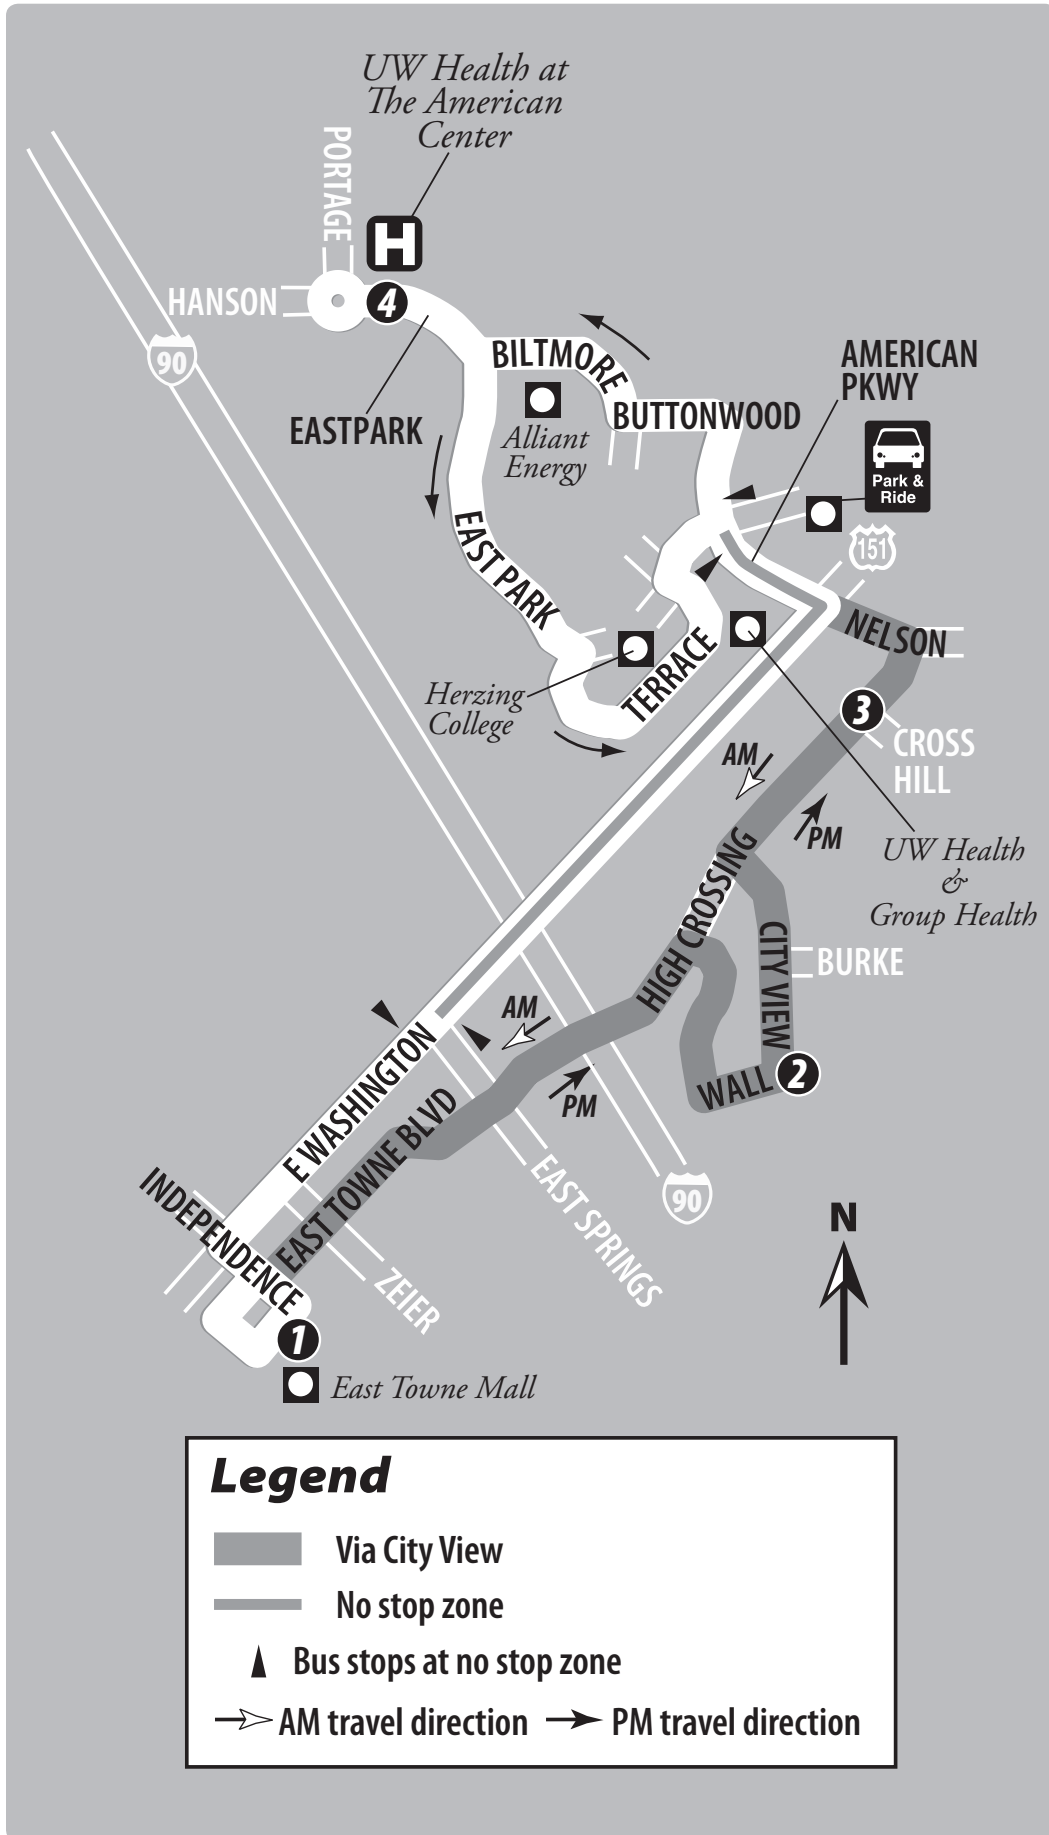 UW Health at
The American
Center
PORTAGE
H
HANSON
4
90
BILTMORE
AMERICAN
PKWY
EASTPARK
BUTTONWOOD
Alliant
Energy
Park &
Ride
151
EAST PARK
NELSON
TERRACE
Herzing
College
3
CROSS
HILL
AM
PM
UW Health
&
Group Health
HIGH CROSSING
CITY VIEW
BURKE
AM
PM
WALL
2
E WASHINGTON
EAST TOWNE BLVD
EAST SPRINGS
90
INDEPENDENCE
ZEIER
N
1
East Towne Mall
Legend
Via City View
No stop zone
Bus stops at no stop zone
AM travel direction PM travel direction